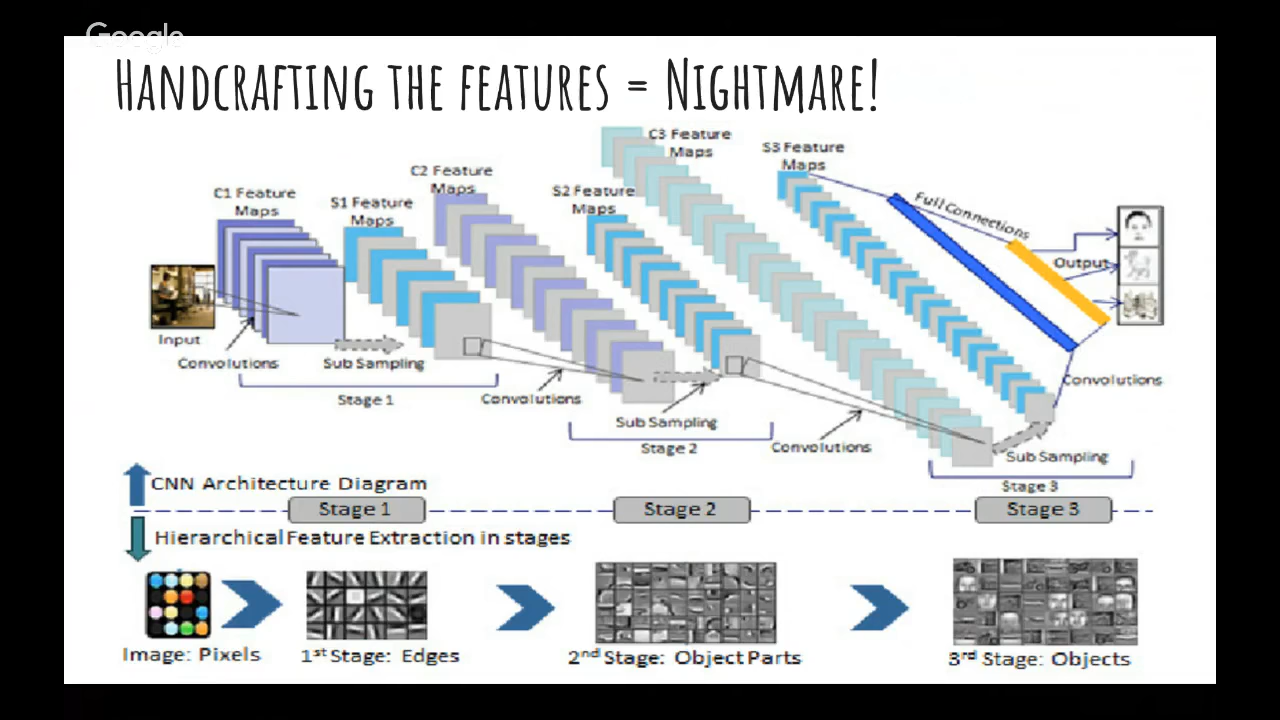 Google
HANDCRAFTING THE FEATURES = NIGHTMARE!
C3 Feature
Maps
S3 Feature
Maps
C2 Feature
Maps
C1 Feature
Maps
S1 Feature
Maps
S2 Feature
Maps
Full Connections
Output
Input
Convolutions
Sub Sampling
Convolutions
Stage 1
Convolutions
Sub Sampling
Stage 2
Convolutions
Sub Sampling
Stage 3
CNN Architecture Diagram
Stage 1
Stage 2
Stage 3
Hierarchical Feature Extraction in stages
Image: Pixels
1st Stage: Edges
2nd Stage: Object Parts
3rd Stage: Objects